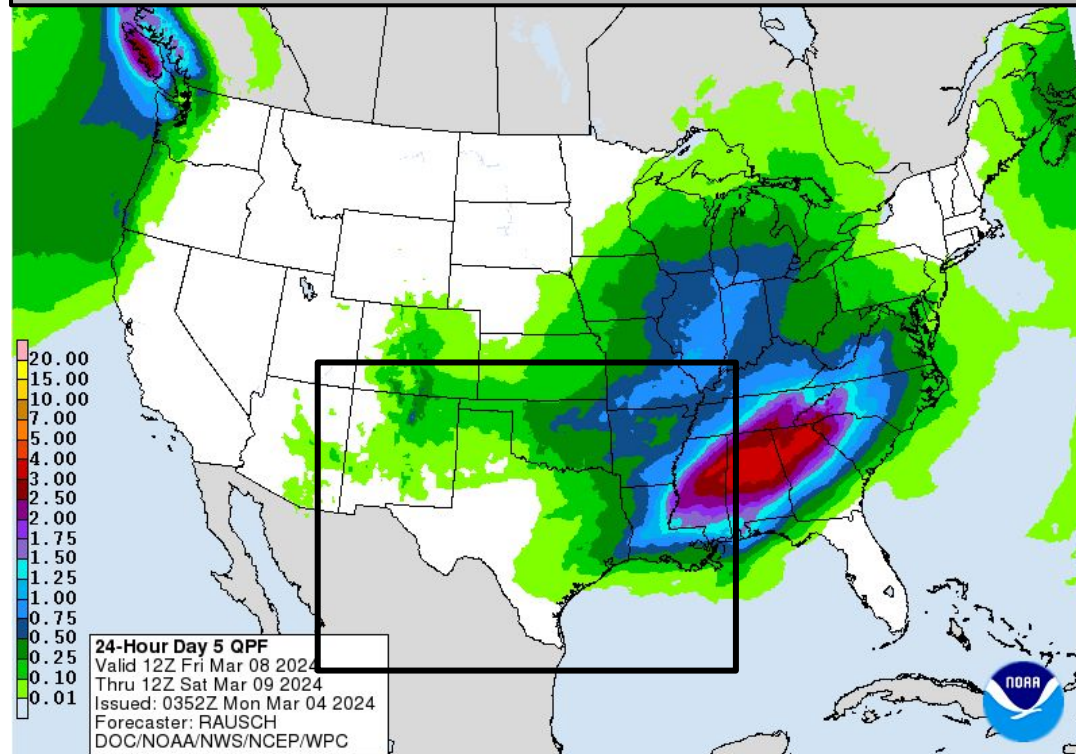 20.00
15.00
10.00
7.00
5.00
4.00
3.00
2.50
2.00
1.75
1.50
1.25
1.00
0.75
0.50
0.25
0.10
0.01
24-Hour Day 5 QPF
Valid 12Z Fri Mar 08 2024
Thru 12Z Sat Mar 09 2024
Issued: 0352Z Mon Mar 04 2024
Forecaster: RAUSCH
DOC/NOAA/NWS/NCEP/WPC
NOAA